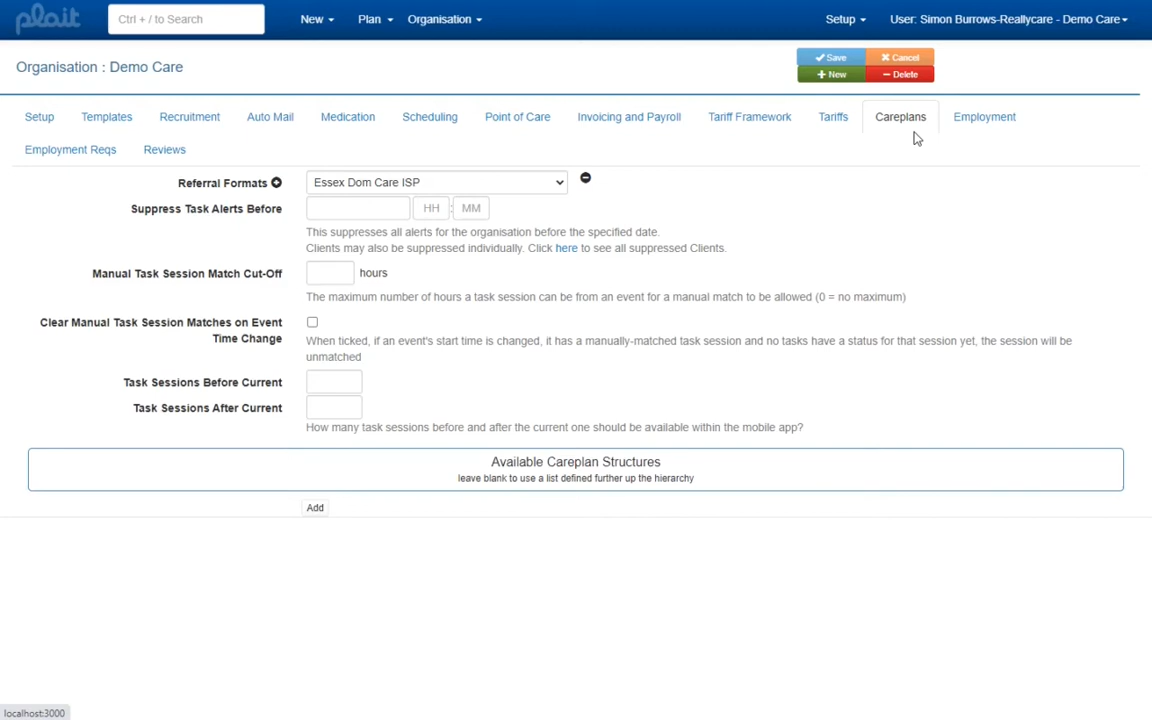 plait
Ctrl + / to Search
New
Plan
Organisation
Setup
User: Simon Burrows-Reallycare - Demo Care
Organisation : Demo Care
Save
Cancel
New
Delete
Setup
Templates
Recruitment
Auto Mail
Medication
Scheduling
Point of Care
Invoicing and Payroll
Tariff Framework
Tariffs
Careplans
Employment
Employment Reqs
Reviews
Referral Formats
Essex Dom Care ISP
Suppress Task Alerts Before
HH : MM
This suppresses all alerts for the organisation before the specified date.
Clients may also be suppressed individually. Click here to see all suppressed Clients.
Manual Task Session Match Cut-Off
hours
The maximum number of hours a task session can be from an event for a manual match to be allowed (0 = no maximum)
Clear Manual Task Session Matches on Event
Time Change
When ticked, if an event's start time is changed, it has a manually-matched task session and no tasks have a status for that session yet, the session will be
unmatched
Task Sessions Before Current
Task Sessions After Current
How many task sessions before and after the current one should be available within the mobile app?
Available Careplan Structures
leave blank to use a list defined further up the hierarchy
Add
localhost:3000